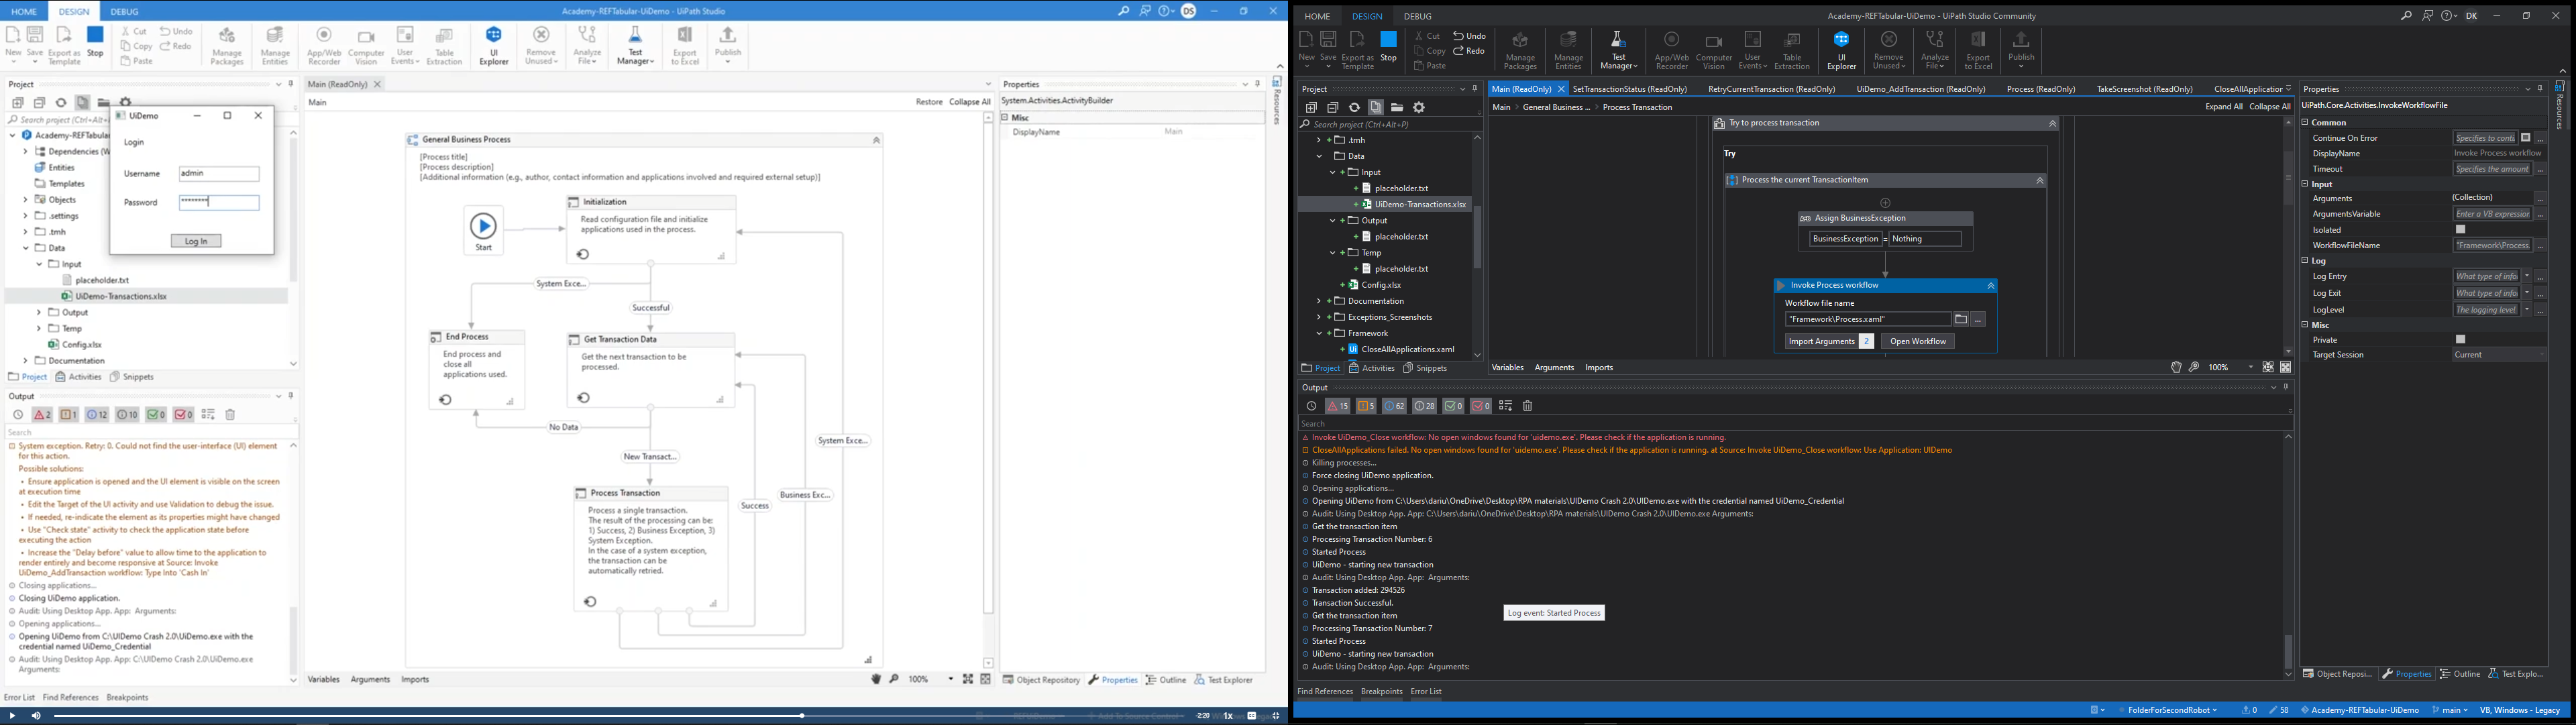 HOME DESIGN DEBUG
Academy-REFTabular-UiDemo - UiPath Studio
DS
New Save Export as Template Stop
Cut Copy Paste
Undo Redo
Manage Packages
Manage Entities
App/Web Recorder
Computer Vision
User Events
Table Extraction
UI Explorer
Remove Unused
Analyze File
Test Manager
Export to Excel
Publish
Project
Search project (Ctrl+Alt
Academy-REFTabular
Dependencies (W
Entities
Templates
Objects
.settings
.tmh
Data
Input
placeholder.txt
UiDemo-Transactions.xlsx
Output
Temp
Config.xlsx
Documentation
Project Activities Snippets
UiDemo
Login
Username admin
Password ********
Log In
Output
2 1 12 10 0 0
Search
System exception. Retry: 0. Could not find the user-interface (UI) element
for this action.
Possible solutions:
• Ensure application is opened and the UI element is visible on the screen
at execution time
• Edit the Target of the UI activity and use Validation to debug the issue.
• If needed, re-indicate the element as its properties might have changed
• Use "Check state" activity to check the application state before
executing the action
• Increase the "Delay before" value to allow time to the application to
render entirely and become responsive at Source: Invoke
UiDemo_AddTransaction workflow: Type Into 'Cash In'
Closing applications...
Closing UiDemo application.
Audit: Using Desktop App. App: Arguments:
Opening applications...
Opening UiDemo from C:\UIDemo Crash 2.0\UiDemo.exe with the
credential named UiDemo_Credential
Audit: Using Desktop App. App: C:\UIDemo Crash 2.0\UiDemo.exe
Arguments:
Error List Find References Breakpoints
Main (ReadOnly)
Main
Restore Collapse All
General Business Process
[Process title]
[Process description]
[Additional information (e.g., author, contact information and applications involved and required external setup)]
Start
Initialization
Read configuration file and initialize
applications used in the process.
System Exce...
Successful
End Process
End process and
close all
applications used.
Get Transaction Data
Get the next transaction to be
processed.
No Data
System Exce...
New Transact...
Business Exc...
Success
Process Transaction
Process a single transaction.
The result of the processing can be:
1) Success, 2) Business Exception, 3)
System Exception.
In the case of a system exception,
the transaction can be
automatically retried.
Variables Arguments Imports
100%
Properties
System.Activities.ActivityBuilder
Misc
DisplayName Main
Resources
Object Repository Properties Outline Test Explorer
-2:20 1x
HOME DESIGN DEBUG
Academy-REFTabular-UiDemo - UiPath Studio Community
DK
New Save Export as Template Stop
Cut Copy Paste
Undo Redo
Manage Packages
Manage Entities
Test Manager
App/Web Recorder
Computer Vision
User Events
Table Extraction
UI Explorer
Remove Unused
Analyze File
Export to Excel
Publish
Project
Search project (Ctrl+Alt+P)
.tmh
Data
Input
placeholder.txt
UiDemo-Transactions.xlsx
Output
placeholder.txt
Temp
placeholder.txt
Config.xlsx
Documentation
Exceptions_Screenshots
Framework
CloseAllApplications.xaml
Project Activities Snippets
Main (ReadOnly) SetTransactionStatus (ReadOnly) RetryCurrentTransaction (ReadOnly) UiDemo_AddTransaction (ReadOnly) Process (ReadOnly) TakeScreenshot (ReadOnly) CloseAllApplication
Main > General Business ... > Process Transaction
Expand All Collapse All
Try to process transaction
Try
Process the current TransactionItem
Assign BusinessException
BusinessException = Nothing
Invoke Process workflow
Workflow file name
"Framework\Process.xaml"
Import Arguments 2 Open Workflow
Variables Arguments Imports
100%
Properties
UiPath.Core.Activities.InvokeWorkflowFile
Common
Continue On Error Specifies to conti
DisplayName Invoke Process workflow
Timeout Specifies the amount
Input
Arguments (Collection)
ArgumentsVariable Enter a VB expression
Isolated
WorkflowFileName "Framework\Process.
Log
Log Entry What type of info
Log Exit What type of info
LogLevel The logging level
Misc
Private
Target Session Current
Resources
Output
15 5 62 28 0 0
Search
Invoke UiDemo_Close workflow: No open windows found for 'uidemo.exe'. Please check if the application is running.
CloseAllApplications failed. No open windows found for 'uidemo.exe'. Please check if the application is running. at Source: Invoke UiDemo_Close workflow: Use Application: UIDemo
Killing processes...
Force closing UiDemo application.
Opening applications...
Opening UiDemo from C:\Users\dariu\OneDrive\Desktop\RPA materials\UIDemo Crash 2.0\UIDemo.exe with the credential named UiDemo_Credential
Audit: Using Desktop App. App: C:\Users\dariu\OneDrive\Desktop\RPA materials\UIDemo Crash 2.0\UIDemo.exe Arguments:
Get the transaction item
Processing Transaction Number: 6
Started Process
UiDemo - starting new transaction
Audit: Using Desktop App. App: Arguments:
Transaction added: 294526
Transaction Successful.
Get the transaction item
Log event: Started Process
Processing Transaction Number: 7
Started Process
UiDemo - starting new transaction
Audit: Using Desktop App. App: Arguments:
Find References Breakpoints Error List
Object Reposi... Properties Outline Test Explo...
FolderForSecondRobot 0 58 Academy-REFTabular-UiDemo main VB, Windows - Legacy